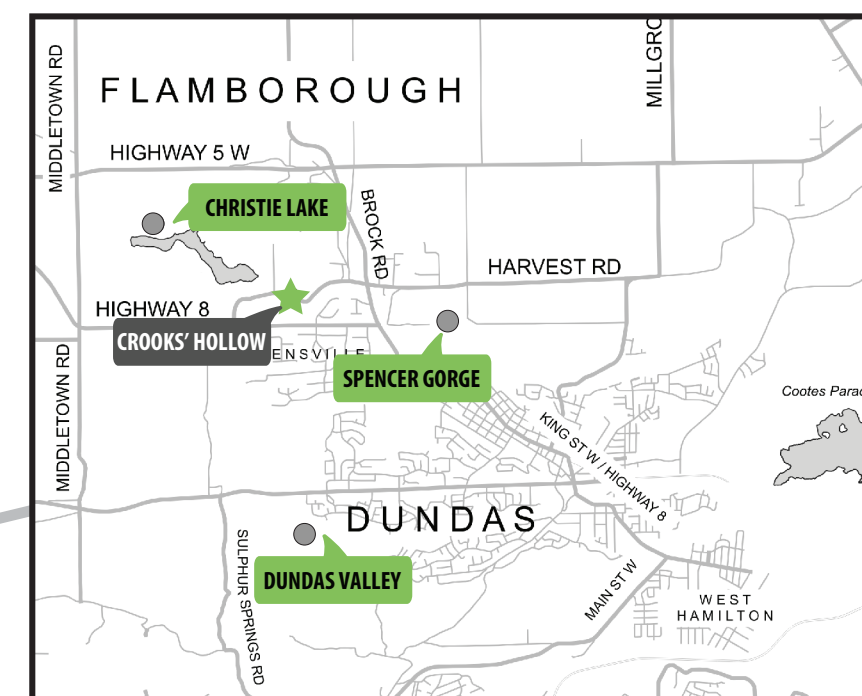 MIDDLETOWN RD
FLAMBOROUGH
MILLGRO
HIGHWAY 5 W
CHRISTIE LAKE
BROCK RD
HARVEST RD
HIGHWAY 8
CROOKS' HOLLOW
ENSVILLE
SPENCER GORGE
MIDDLETOWN RD
Cootes Parad
KING ST W / HIGHWAY 8
DUNDAS
SULPHUR SPRINGS RD
DUNDAS VALLEY
MAIN ST W
WEST
HAMILTON